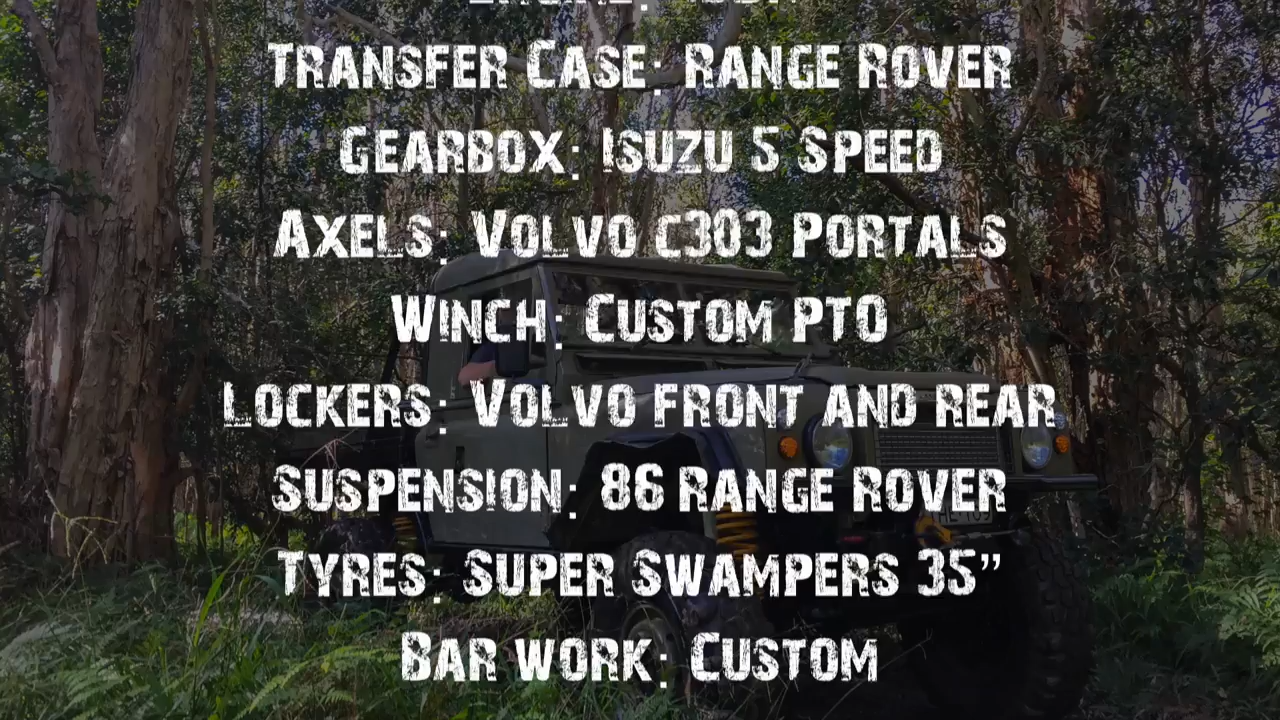 Transfer Case: Range Rover
Gearbox: Isuzu 5 Speed
Axels: Volvo c303 Portals
Winch: Custom PTO
Lockers: Volvo front and rear
Suspension: 86 Range Rover
Tyres: Super Swampers 35”
Bar work: Custom